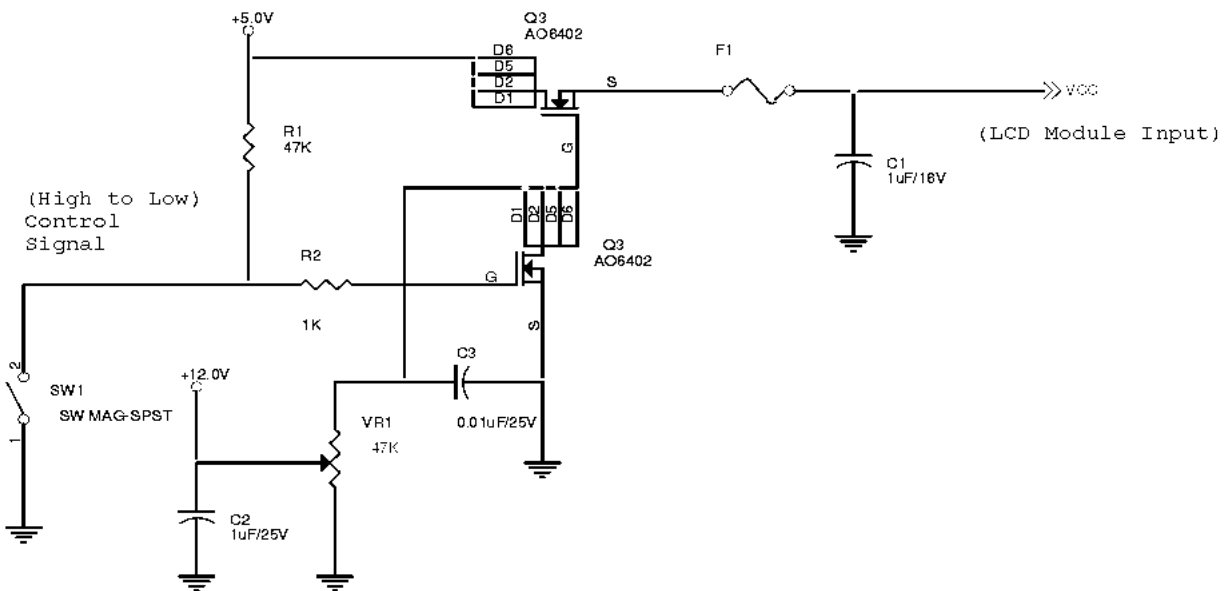 +5.0V
Q3
AO6402
D6
D5
D2
D1
S
F1
VCC
(LCD Module Input)
R1
47K
G
C1
1uF/16V
(High to Low)
Control
Signal
D1
D2
D5
D6
Q3
AO6402
R2
G
1K
S
C3
0.01uF/25V
2
SW1
SW MAG-SPST
1
+12.0V
VR1
47K
C2
1uF/25V